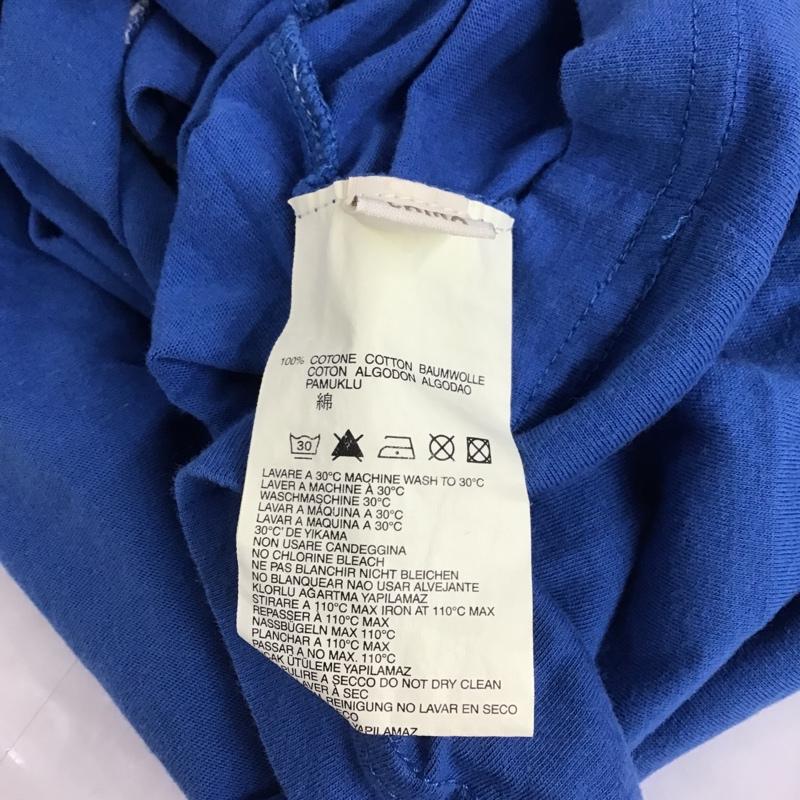 CHINA
100% COTONE COTTON BAUMWOLLE
COTON ALGODON ALGODAO
PAMUKLU
綿
30
LAVARE A 30°C MACHINE WASH TO 30°C
LAVER A MACHINE À 30°C
WASCHMASCHINE 30°C
LAVAR A MÁQUINA A 30°C
LAVAR A MAQUINA A 30°C
30°C' DE YIKAMA
NON USARE CANDEGGINA
NO CHLORINE BLEACH
NE PAS BLANCHIR NICHT BLEICHEN
NO BLANQUEAR NAO USAR ALVEJANTE
KLORLU AĞARTMA YAPILAMAZ
STIRARE A 110°C MAX IRON AT 110°C MAX
REPASSER À 110°C MAX
NASSBÜGELN MAX 110°C
PLANCHAR A 110°C MAX
PASSAR A NO MAX. 110°C
ÜTÜLEME YAPILAMAZ
A SECCO DO NOT DRY CLEAN
À SEC
REINIGUNG NO LAVAR EN SECO
SECO